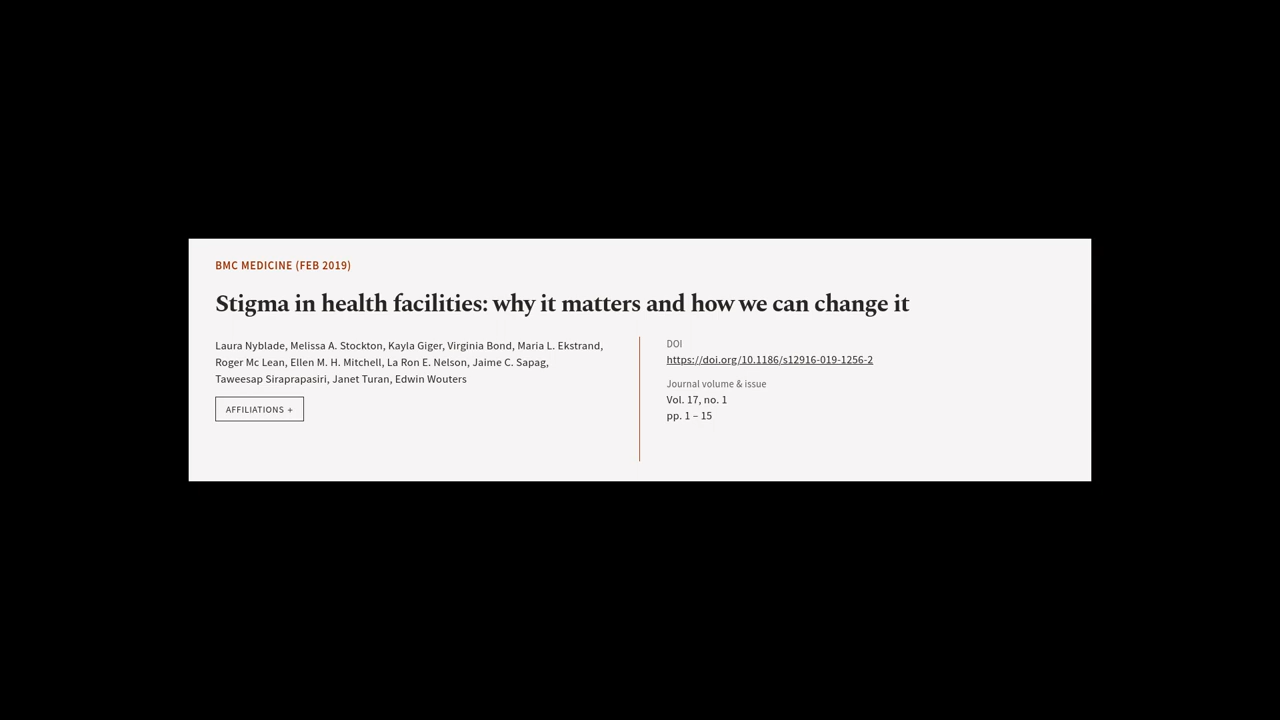 BMC MEDICINE (FEB 2019)
Stigma in health facilities: why it matters and how we can change it
Laura Nyblade, Melissa A. Stockton, Kayla Giger, Virginia Bond, Maria L. Ekstrand,
Roger Mc Lean, Ellen M. H. Mitchell, La Ron E. Nelson, Jaime C. Sapag,
Taweesap Siraprapasiri, Janet Turan, Edwin Wouters
AFFILIATIONS +
DOI
https://doi.org/10.1186/s12916-019-1256-2
Journal volume & issue
Vol. 17, no. 1
pp. 1 – 15